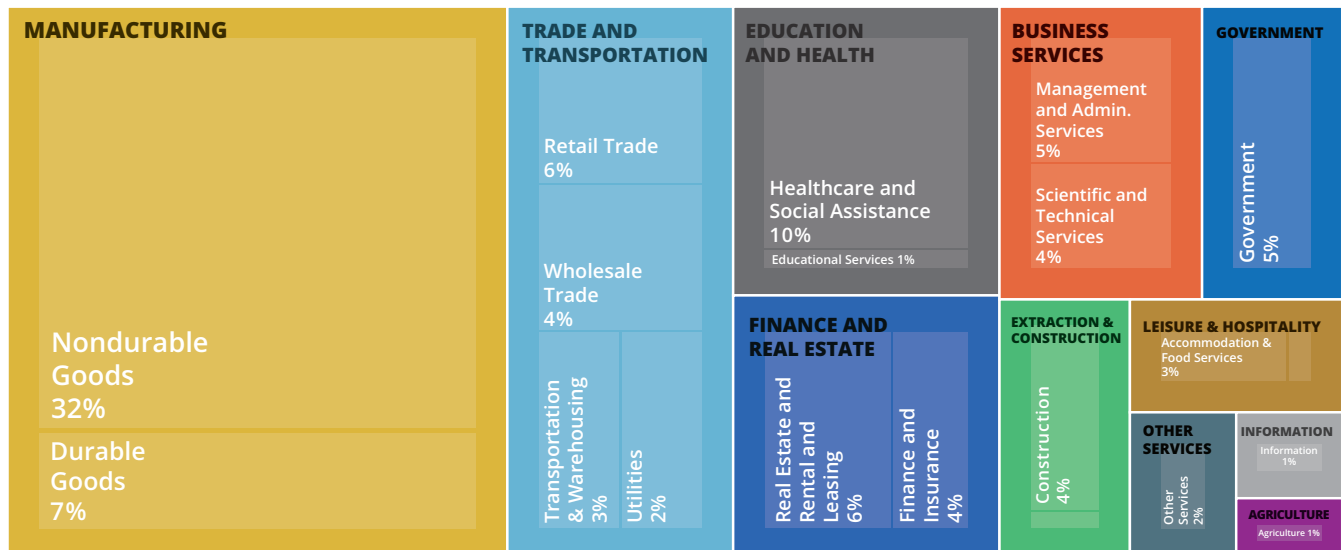 MANUFACTURING
Nondurable
Goods
32%
Durable
Goods
7%
TRADE AND
TRANSPORTATION
Retail Trade
6%
Wholesale
Trade
4%
Transportation
& Warehousing
3%
Utilities
2%
EDUCATION
AND HEALTH
Healthcare and
Social Assistance
10%
Educational Services 1%
FINANCE AND
REAL ESTATE
Real Estate and
Rental and
Leasing
6%
Finance and
Insurance
4%
BUSINESS
SERVICES
Management
and Admin.
Services
5%
Scientific and
Technical
Services
4%
GOVERNMENT
Government
5%
EXTRACTION &
CONSTRUCTION
Construction
4%
LEISURE & HOSPITALITY
Accommodation &
Food Services
3%
OTHER
SERVICES
Other
Services
2%
INFORMATION
Information
1%
AGRICULTURE
Agriculture 1%